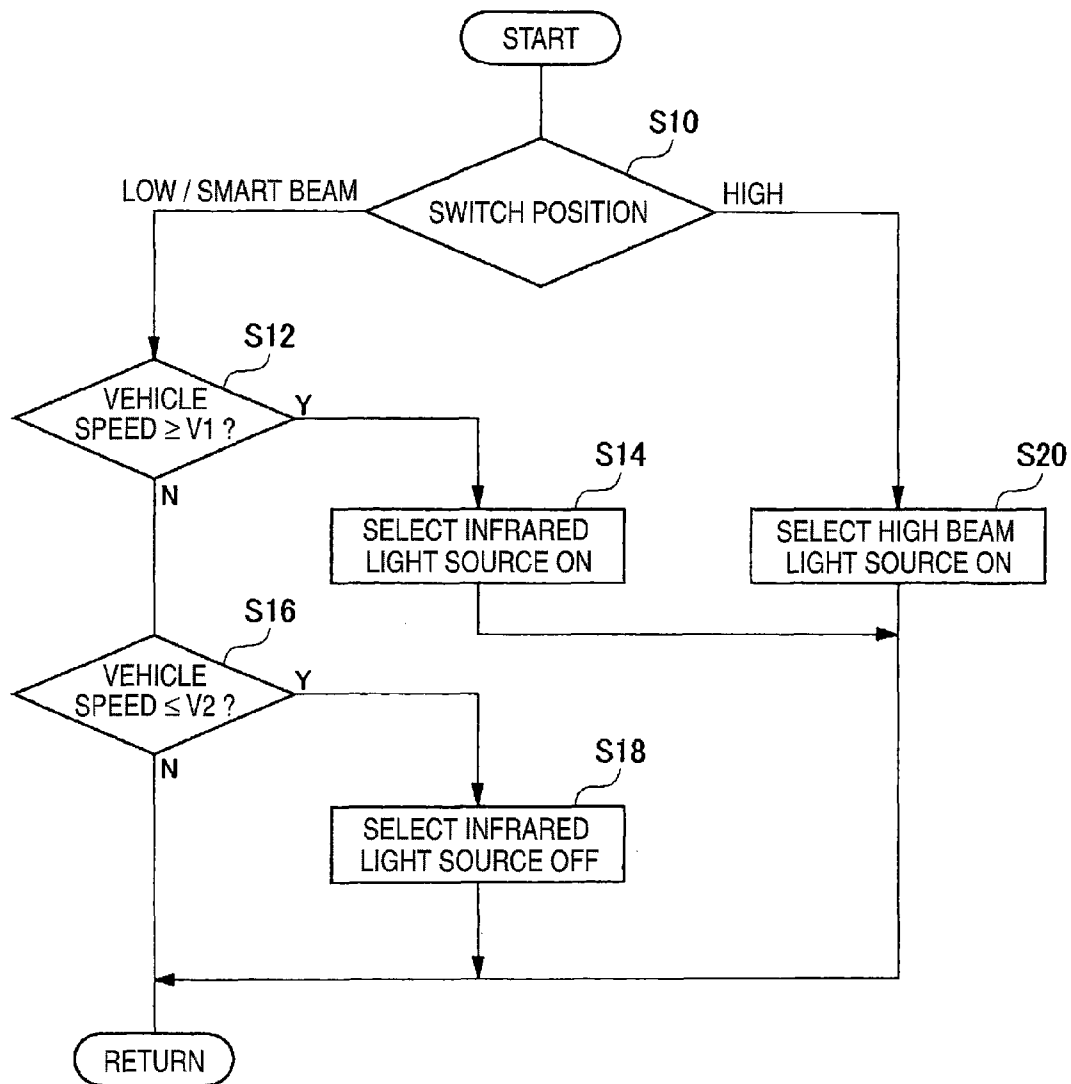 START
S10
LOW / SMART BEAM
SWITCH POSITION
HIGH
S12
VEHICLE
SPEED ≥ V1 ?
Y
N
S14
SELECT INFRARED
LIGHT SOURCE ON
S20
SELECT HIGH BEAM
LIGHT SOURCE ON
S16
VEHICLE
SPEED ≤ V2 ?
Y
N
S18
SELECT INFRARED
LIGHT SOURCE OFF
RETURN